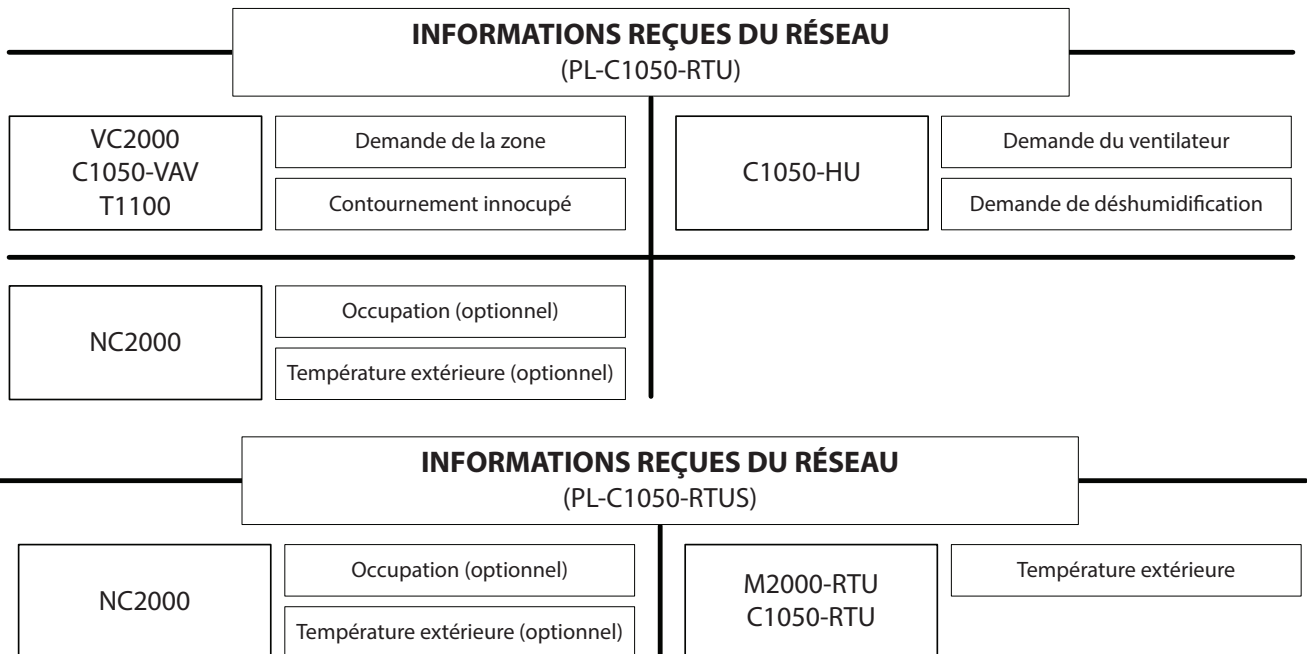 INFORMATIONS REÇUES DU RÉSEAU
(PL-C1050-RTU)
VC2000
C1050-VAV
T1100
Demande de la zone
Contournement innocupé
C1050-HU
Demande du ventilateur
Demande de déshumidification
NC2000
Occupation (optionnel)
Température extérieure (optionnel)
INFORMATIONS REÇUES DU RÉSEAU
(PL-C1050-RTUS)
NC2000
Occupation (optionnel)
Température extérieure (optionnel)
M2000-RTU
C1050-RTU
Température extérieure